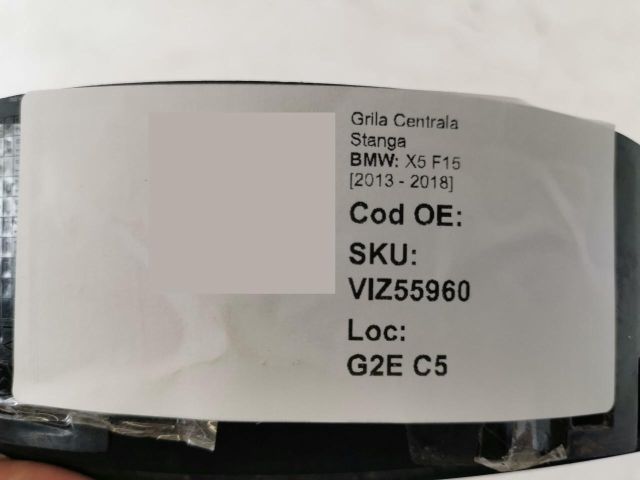 Grila Centrala
Stanga
BMW: X5 F15
[2013 - 2018]
Cod OE:
SKU:
VIZ55960
Loc:
G2E C5